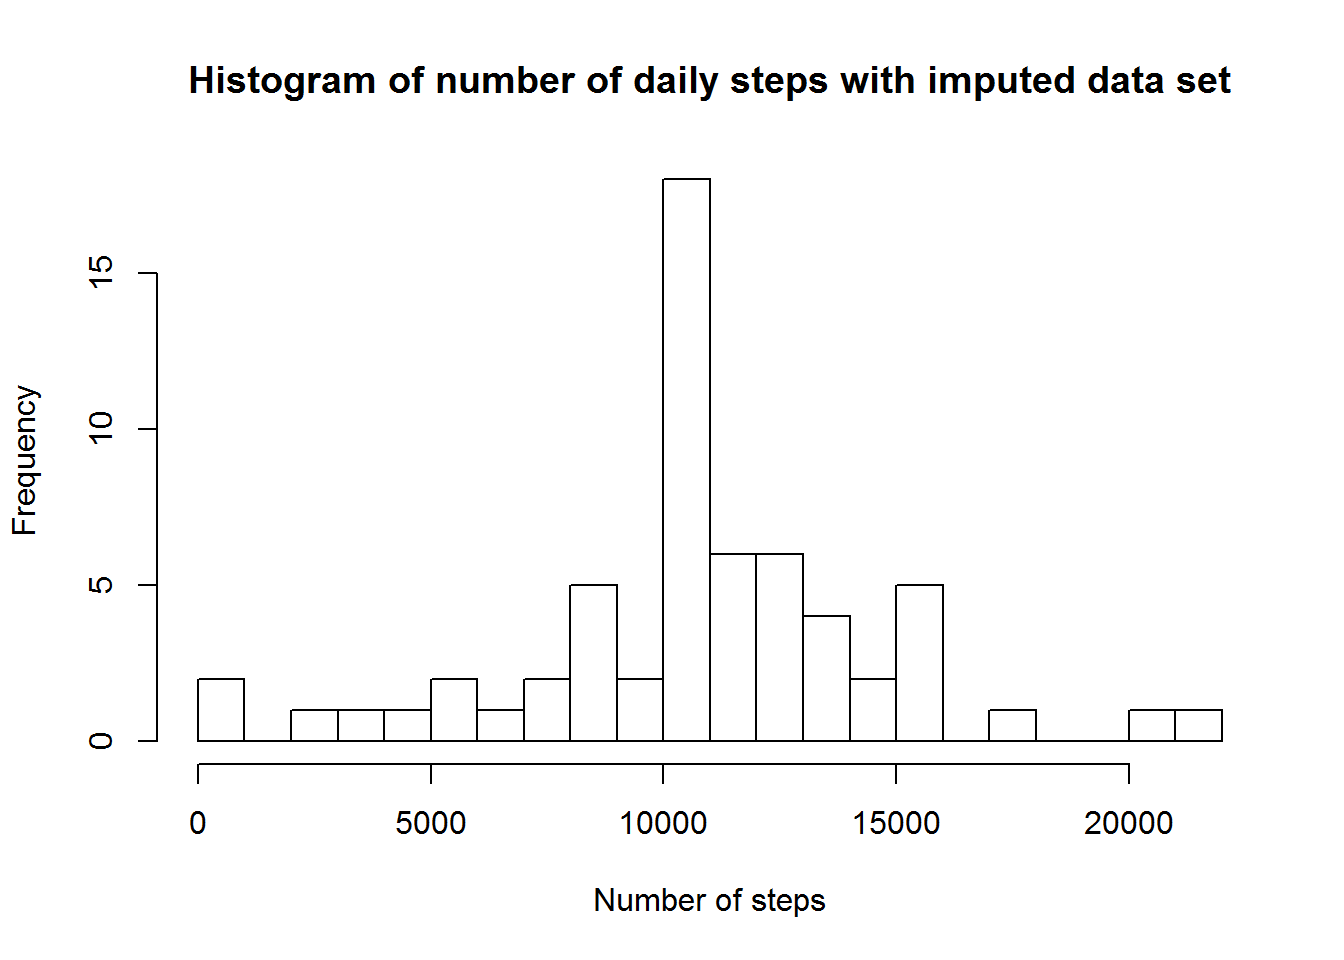 Histogram of number of daily steps with imputed data set
Frequency
15
10
5
0
0 5000 10000 15000 20000
Number of steps